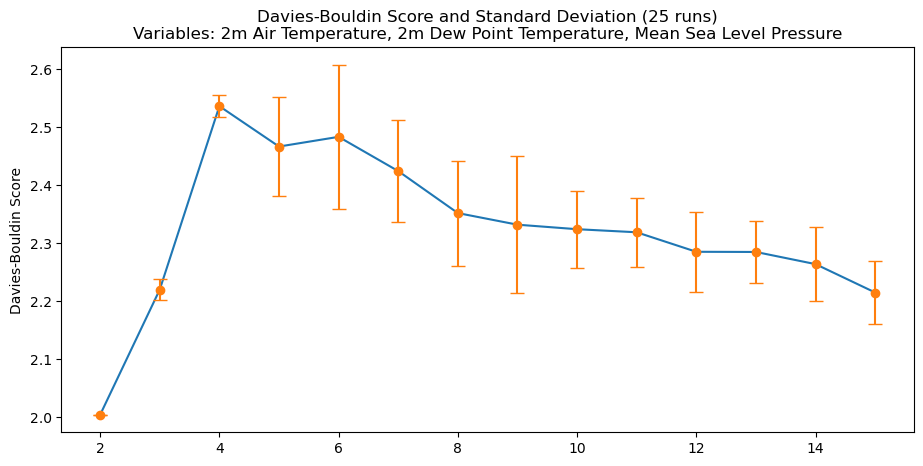 Davies-Bouldin Score and Standard Deviation (25 runs)
Variables: 2m Air Temperature, 2m Dew Point Temperature, Mean Sea Level Pressure
Davies-Bouldin Score
2.6
2.5
2.4
2.3
2.2
2.1
2.0
2 4 6 8 10 12 14